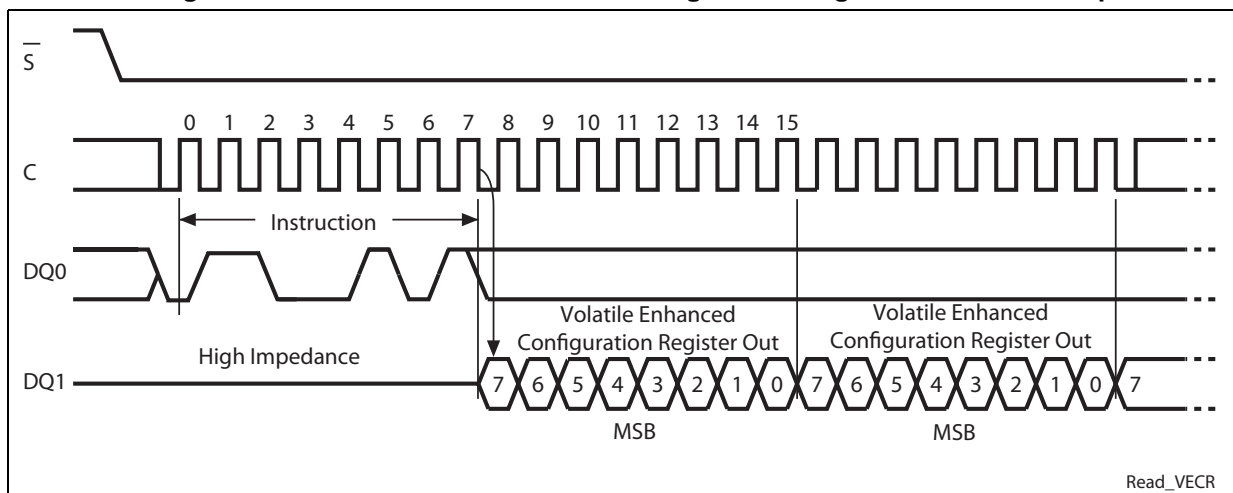 S
0 1 2 3 4 5 6 7 8 9 10 11 12 13 14 15
C
Instruction
DQ0
Volatile Enhanced
Configuration Register Out
Volatile Enhanced
Configuration Register Out
High Impedance
DQ1
7 6 5 4 3 2 1 0 7 6 5 4 3 2 1 0 7
MSB
MSB
Read_VECR